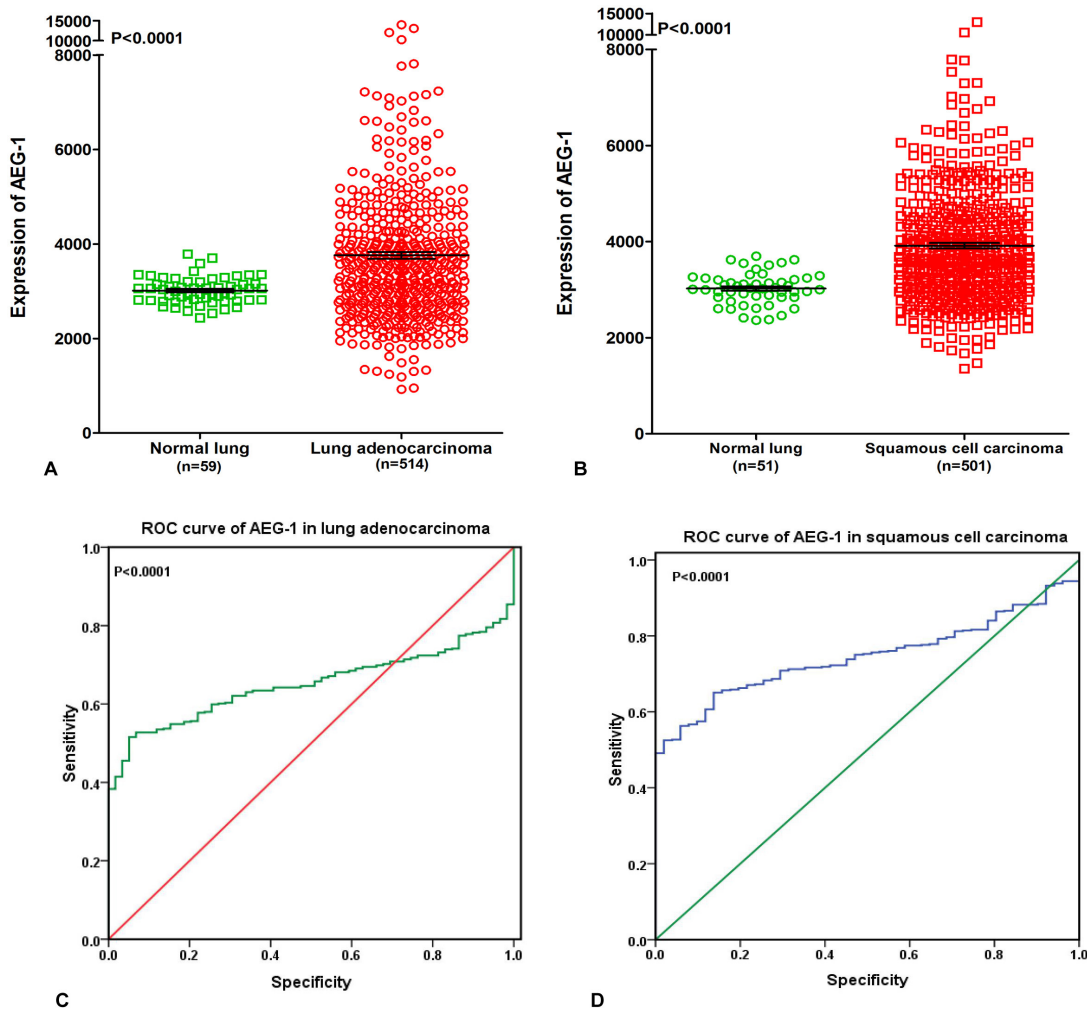 15000
10000
8000
6000
4000
2000
0
P<0.0001
Expression of AEG-1
Normal lung
(n=59)
Lung adenocarcinoma
(n=514)
A
15000
10000
8000
6000
4000
2000
0
P<0.0001
Expression of AEG-1
Normal lung
(n=51)
Squamous cell carcinoma
(n=501)
B
ROC curve of AEG-1 in lung adenocarcinoma
P<0.0001
1.0
0.8
0.6
0.4
0.2
0.0
Sensitivity
0.0 0.2 0.4 0.6 0.8 1.0
Specificity
C
ROC curve of AEG-1 in squamous cell carcinoma
P<0.0001
1.0
0.8
0.6
0.4
0.2
0.0
Sensitivity
0.0 0.2 0.4 0.6 0.8 1.0
Specificity
D